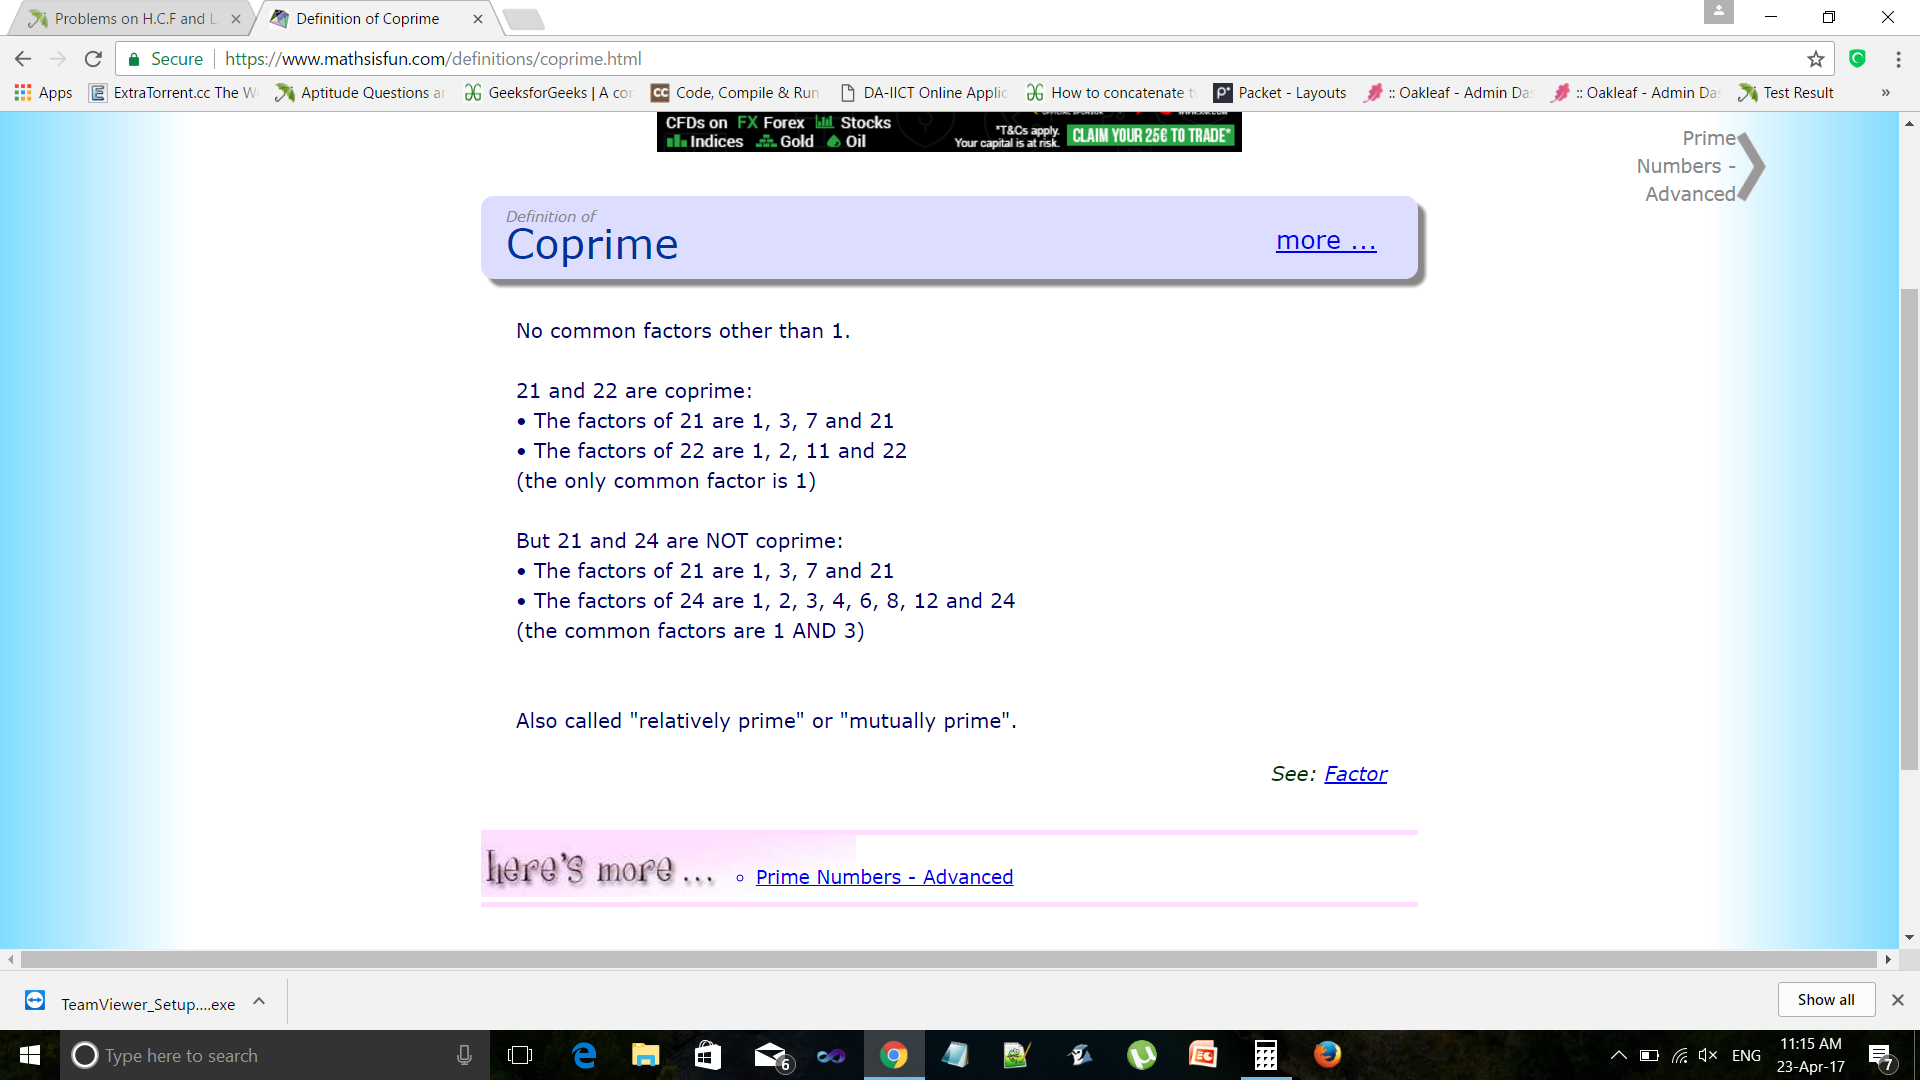 Problems on H.C.F and L
Definition of Coprime
Secure
https://www.mathsisfun.com/definitions/coprime.html
Apps
ExtraTorrent.cc The W
Aptitude Questions a
GeeksforGeeks | A co
Code, Compile & Run
DA-IICT Online Applic
How to concatenate t
Packet - Layouts
:: Oakleaf - Admin Das
:: Oakleaf - Admin Das
Test Result
»
CFDs on FX Forex Stocks
Indices Gold Oil
*T&Cs apply.
Your capital is at risk.
CLAIM YOUR 25€ TO TRADE*
Prime
Numbers -
Advanced
Definition of
Coprime
more ...
No common factors other than 1.
21 and 22 are coprime:
• The factors of 21 are 1, 3, 7 and 21
• The factors of 22 are 1, 2, 11 and 22
(the only common factor is 1)
But 21 and 24 are NOT coprime:
• The factors of 21 are 1, 3, 7 and 21
• The factors of 24 are 1, 2, 3, 4, 6, 8, 12 and 24
(the common factors are 1 AND 3)
Also called "relatively prime" or "mutually prime".
See: Factor
here's more ...
Prime Numbers - Advanced
TeamViewer_Setup....exe
Show all
Type here to search
6
ENG
11:15 AM
23-Apr-17
7